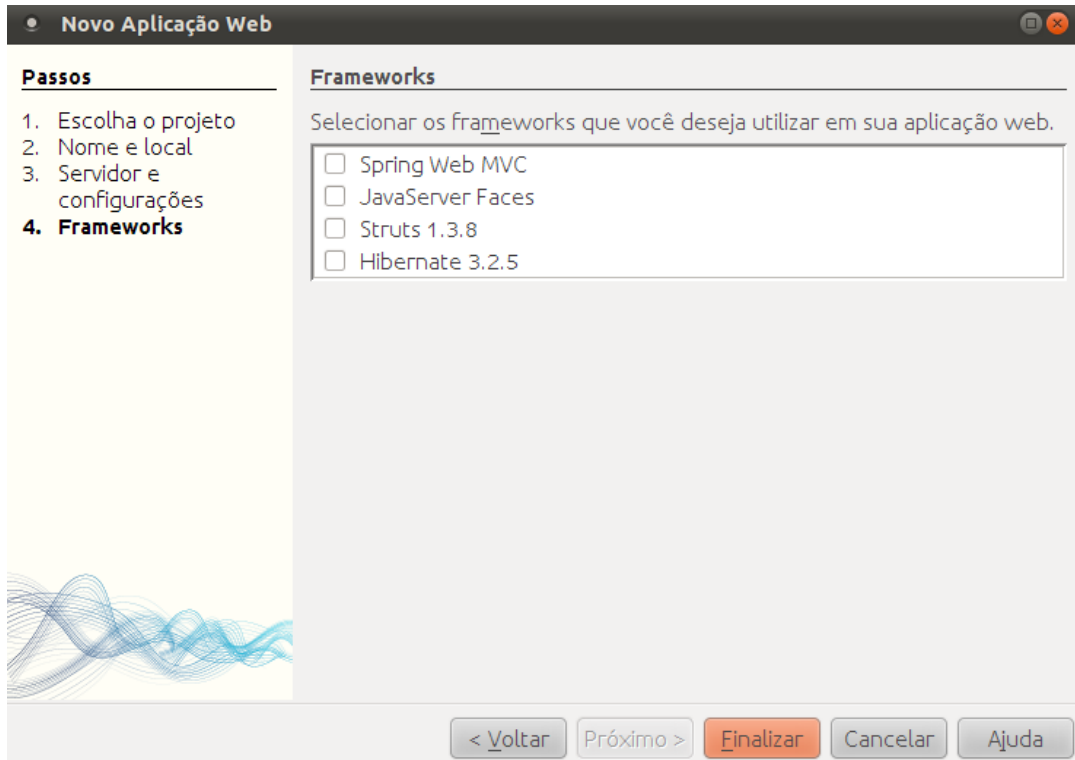 Novo Aplicação Web
Passos
1. Escolha o projeto
2. Nome e local
3. Servidor e
configurações
4. Frameworks
Frameworks
Selecionar os frameworks que você deseja utilizar em sua aplicação web.
Spring Web MVC
JavaServer Faces
Struts 1.3.8
Hibernate 3.2.5
< Voltar
Próximo >
Finalizar
Cancelar
Ajuda